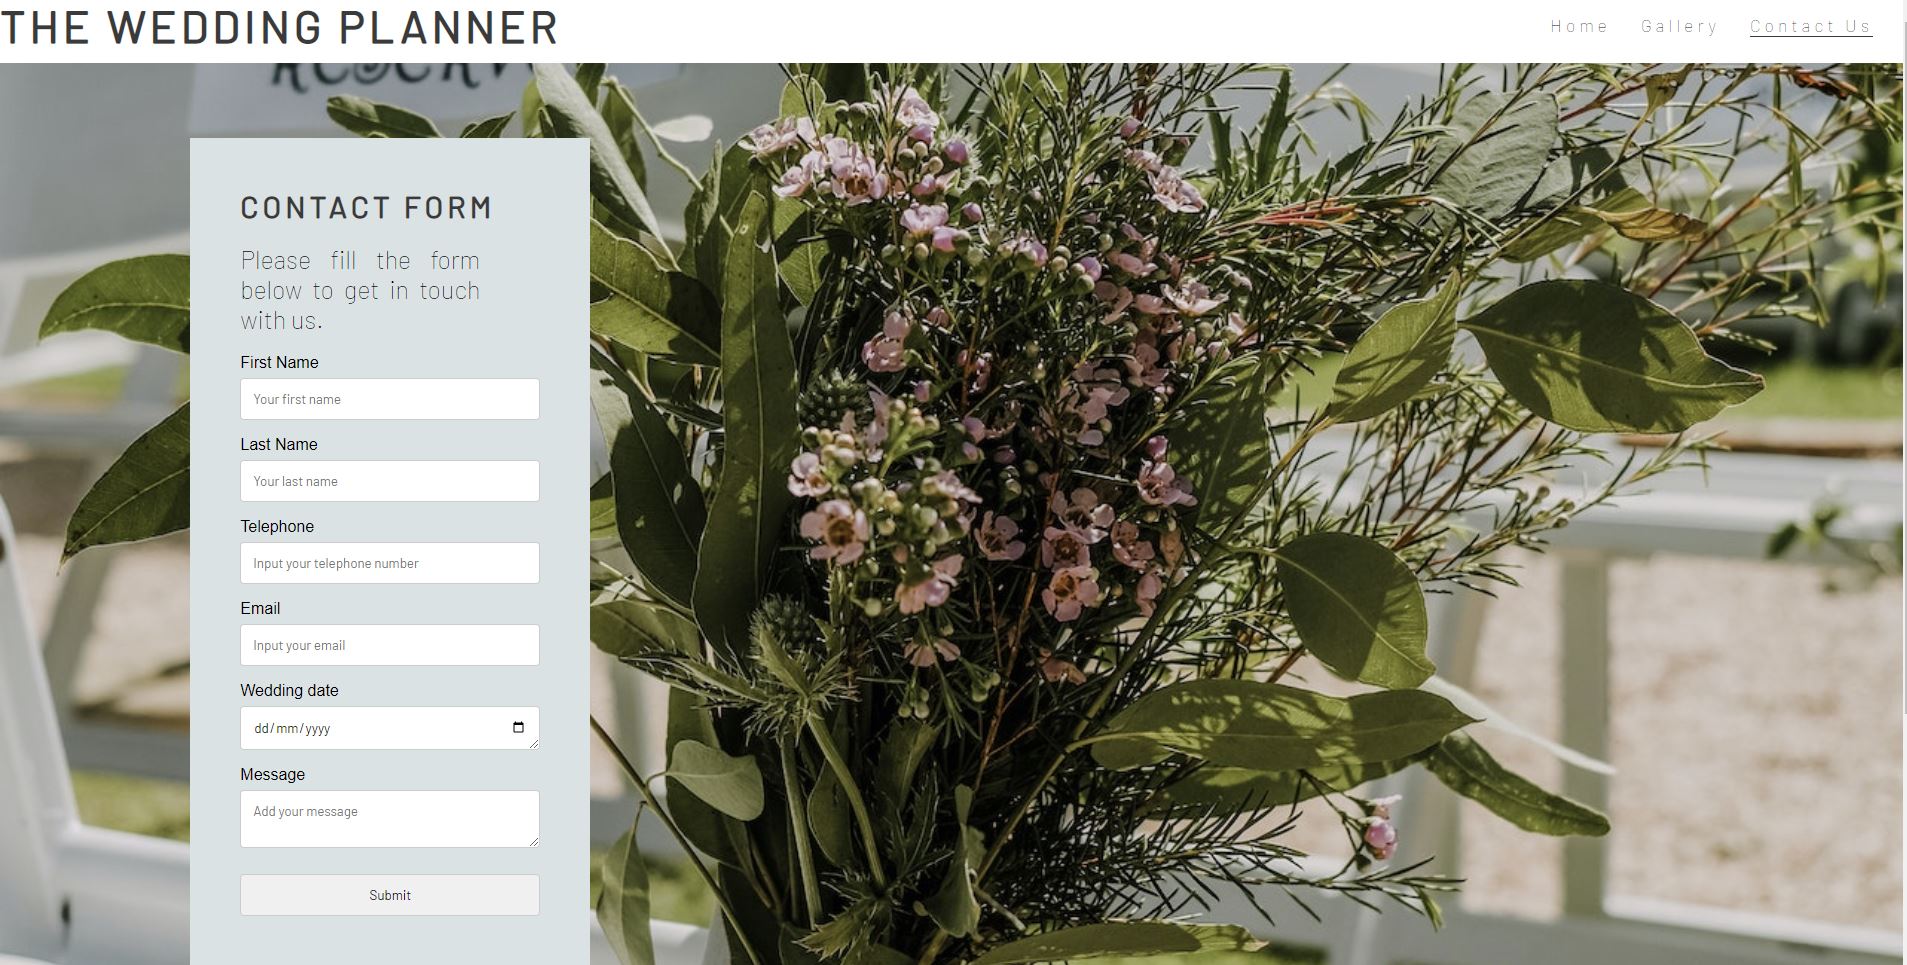 THE WEDDING PLANNER
Home Gallery Contact Us
CONTACT FORM
Please fill the form
below to get in touch
with us.
First Name
Your first name
Last Name
Your last name
Telephone
Input your telephone number
Email
Input your email
Wedding date
dd/mm/yyyy
Message
Add your message
Submit